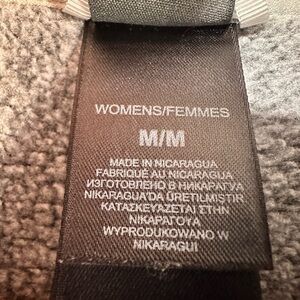 WOMENS/FEMMES
M/M
MADE IN NICARAGUA
FABRIQUÉ AU NICARAGUA
ИЗГОТОВЛЕНО В НИКАРАГУА
NIKARAGUA'DA ÜRETILMIŞTIR
ΚΑΤΑΣΚΕΥΑΖΕΤΑΙ ΣΤΗΝ
ΝΙΚΑΡΑΓΟΥΑ
WYPRODUKOWANO W
NIKARAGUI